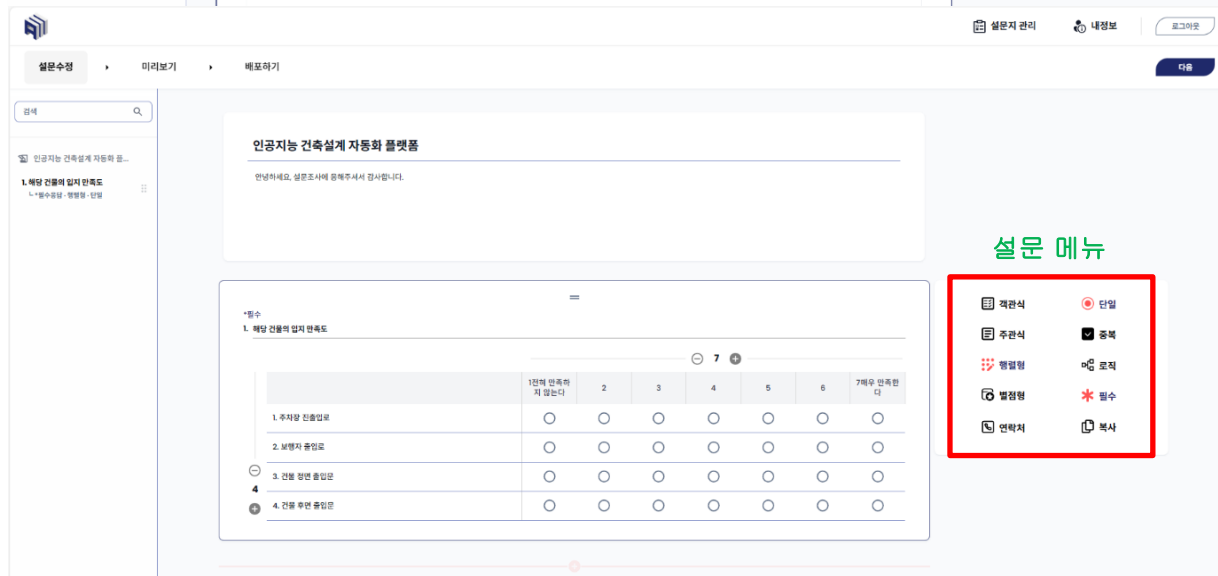 설문지 관리
내정보
로그아웃
설문수정
미리보기
배포하기
다음
검색
인공지능 건축설계 자동화 플...
1. 해당 건물의 입지 만족도
*필수응답 - 행렬형 - 단일
인공지능 건축설계 자동화 플랫폼
안녕하세요, 설문조사에 응해주셔서 감사합니다.
설문 메뉴
*필수
1. 해당 건물의 입지 만족도
7
1전혀 만족하
지 않는다
2
3
4
5
6
7매우 만족한
다
1. 주차장 진출입로
2. 보행자 출입로
3. 건물 정면 출입문
4. 건물 후면 출입문
4
객관식
단일
주관식
중복
행렬형
로직
별점형
필수
연락처
복사